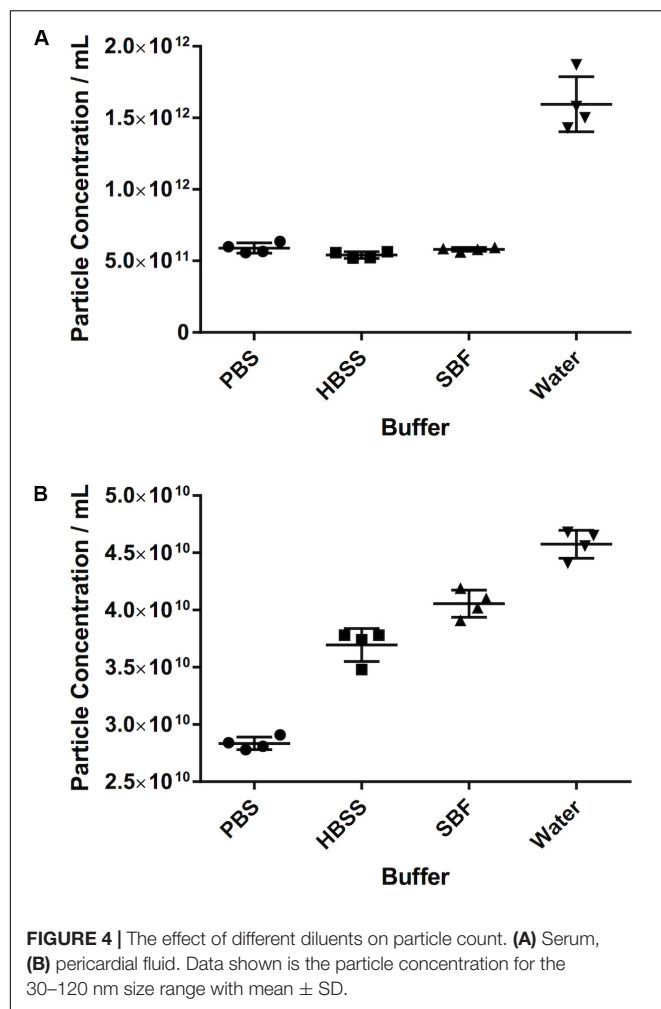 A
Particle Concentration / mL
2.0×10¹²
1.5×10¹²
1.0×10¹²
5.0×10¹¹
0
PBS
HBSS
SBF
Water
Buffer
B
Particle Concentration / mL
5.0×10¹⁰
4.5×10¹⁰
4.0×10¹⁰
3.5×10¹⁰
3.0×10¹⁰
2.5×10¹⁰
PBS
HBSS
SBF
Water
Buffer
FIGURE 4 | The effect of different diluents on particle count. (A) Serum,
(B) pericardial fluid. Data shown is the particle concentration for the
30–120 nm size range with mean ± SD.